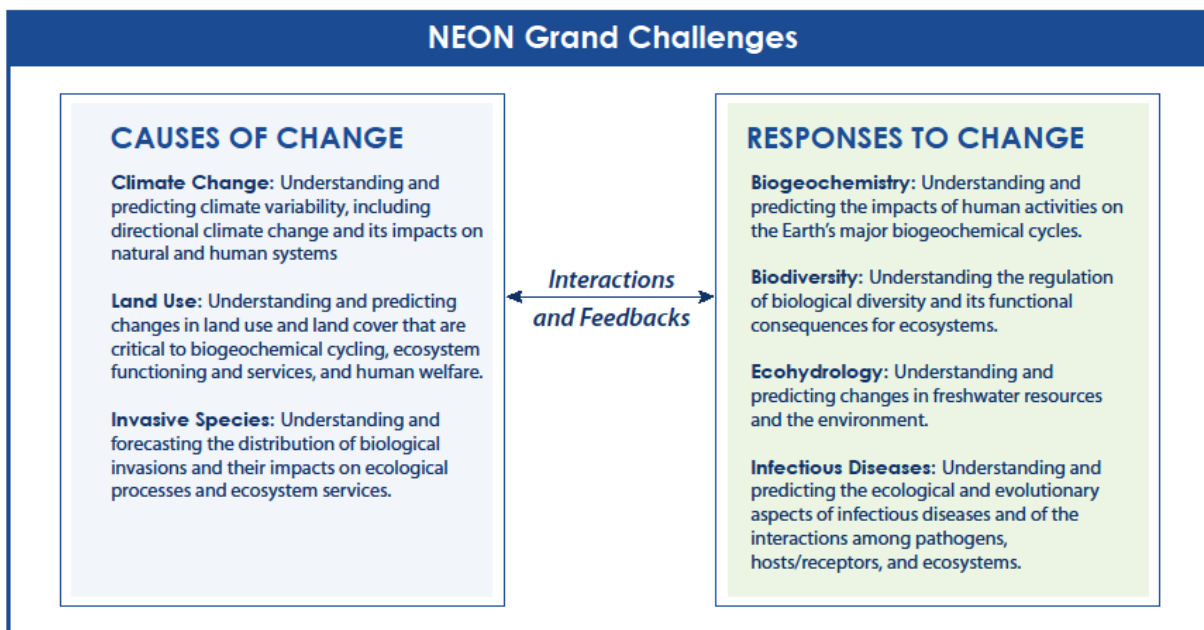 NEON Grand Challenges
CAUSES OF CHANGE
Climate Change: Understanding and
predicting climate variability, including
directional climate change and its impacts on
natural and human systems
Land Use: Understanding and predicting
changes in land use and land cover that are
critical to biogeochemical cycling, ecosystem
functioning and services, and human welfare.
Invasive Species: Understanding and
forecasting the distribution of biological
invasions and their impacts on ecological
processes and ecosystem services.
Interactions
and Feedbacks
RESPONSES TO CHANGE
Biogeochemistry: Understanding and
predicting the impacts of human activities on
the Earth's major biogeochemical cycles.
Biodiversity: Understanding the regulation
of biological diversity and its functional
consequences for ecosystems.
Ecohydrology: Understanding and
predicting changes in freshwater resources
and the environment.
Infectious Diseases: Understanding and
predicting the ecological and evolutionary
aspects of infectious diseases and of the
interactions among pathogens,
hosts/receptors, and ecosystems.